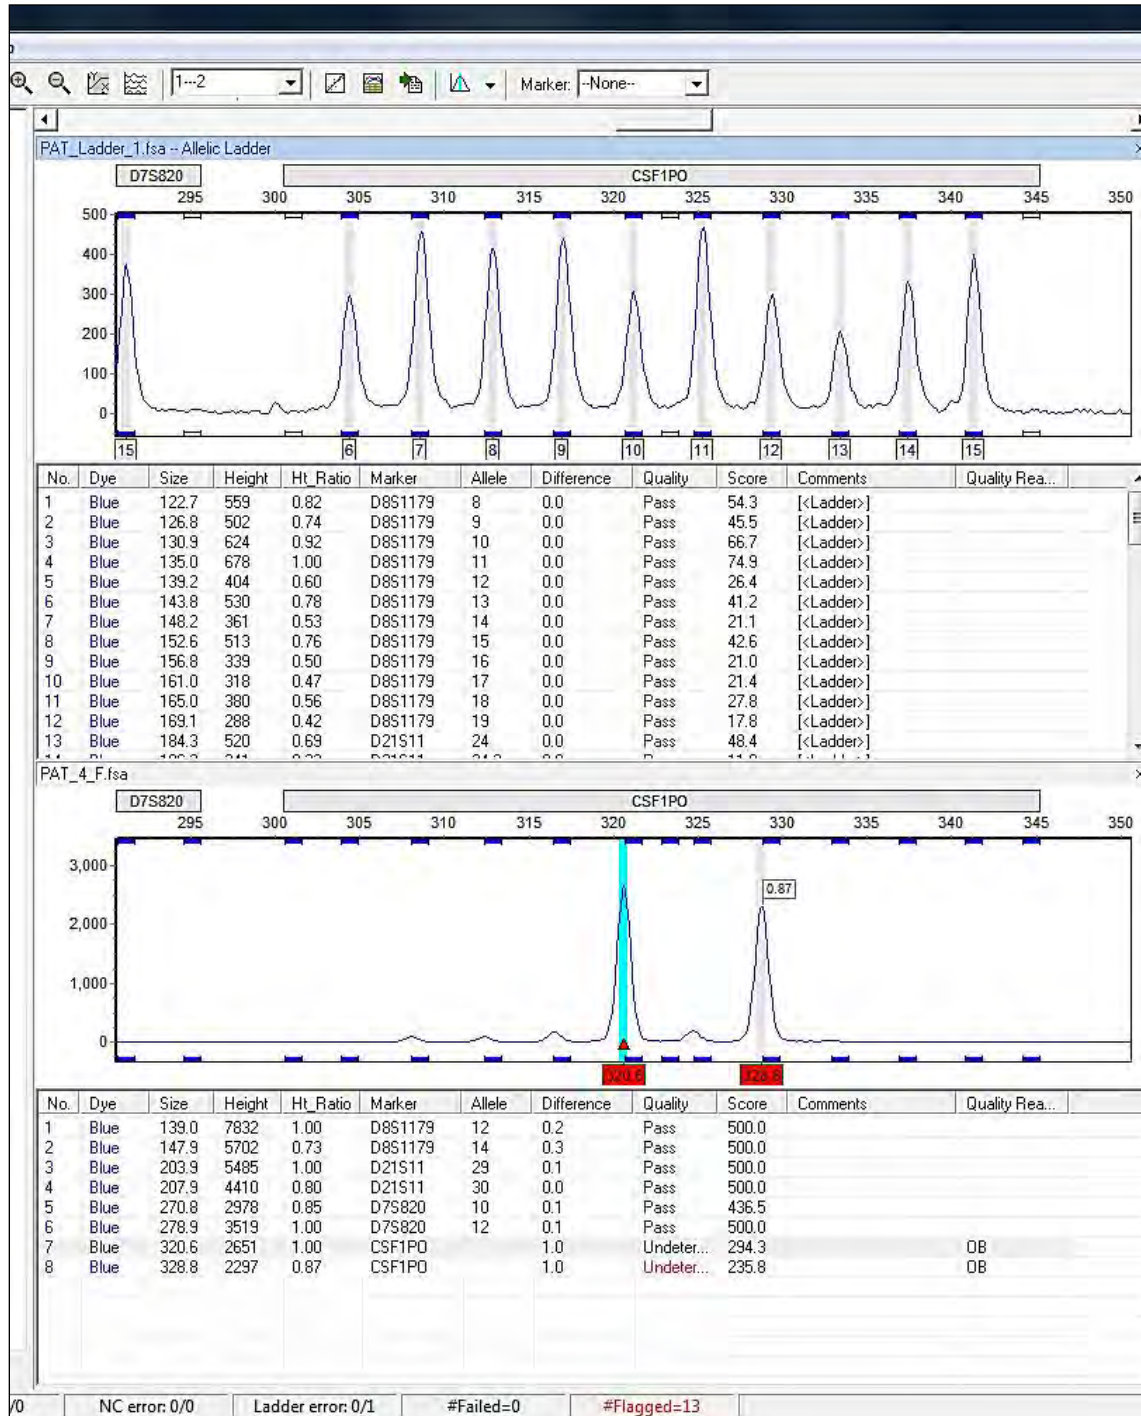 1---2 Marker: --None--
PAT_Ladder_1.fsa -- Allelic Ladder
D7S820 CSF1PO
295 300 305 310 315 320 325 330 335 340 345 350
500
400
300
200
100
0
15 6 7 8 9 10 11 12 13 14 15
No. Dye Size Height Ht_Ratio Marker Allele Difference Quality Score Comments Quality Rea...
1 Blue 122.7 559 0.82 D8S1179 8 0.0 Pass 54.3 [<Ladder>]
2 Blue 126.8 502 0.74 D8S1179 9 0.0 Pass 45.5 [<Ladder>]
3 Blue 130.9 624 0.92 D8S1179 10 0.0 Pass 66.7 [<Ladder>]
4 Blue 135.0 678 1.00 D8S1179 11 0.0 Pass 74.9 [<Ladder>]
5 Blue 139.2 404 0.60 D8S1179 12 0.0 Pass 26.4 [<Ladder>]
6 Blue 143.8 530 0.78 D8S1179 13 0.0 Pass 41.2 [<Ladder>]
7 Blue 148.2 361 0.53 D8S1179 14 0.0 Pass 21.1 [<Ladder>]
8 Blue 152.6 513 0.76 D8S1179 15 0.0 Pass 42.6 [<Ladder>]
9 Blue 156.8 339 0.50 D8S1179 16 0.0 Pass 21.0 [<Ladder>]
10 Blue 161.0 318 0.47 D8S1179 17 0.0 Pass 21.4 [<Ladder>]
11 Blue 165.0 380 0.56 D8S1179 18 0.0 Pass 27.8 [<Ladder>]
12 Blue 169.1 288 0.42 D8S1179 19 0.0 Pass 17.8 [<Ladder>]
13 Blue 184.3 520 0.69 D21S11 24 0.0 Pass 48.4 [<Ladder>]
PAT_4_F.fsa
D7S820 CSF1PO
295 300 305 310 315 320 325 330 335 340 345 350
3,000
2,000
1,000
0
0.87
320.6 328.8
No. Dye Size Height Ht_Ratio Marker Allele Difference Quality Score Comments Quality Rea...
1 Blue 139.0 7832 1.00 D8S1179 12 0.2 Pass 500.0
2 Blue 147.9 5702 0.73 D8S1179 14 0.3 Pass 500.0
3 Blue 203.9 5485 1.00 D21S11 29 0.1 Pass 500.0
4 Blue 207.9 4410 0.80 D21S11 30 0.0 Pass 500.0
5 Blue 270.8 2978 0.85 D7S820 10 0.1 Pass 436.5
6 Blue 278.9 3519 1.00 D7S820 12 0.1 Pass 500.0
7 Blue 320.6 2651 1.00 CSF1PO 1.0 Undeter... 294.3 OB
8 Blue 328.8 2297 0.87 CSF1PO 1.0 Undeter... 235.8 OB
/0 NC error: 0/0 Ladder error: 0/1 #Failed=0 #Flagged=13